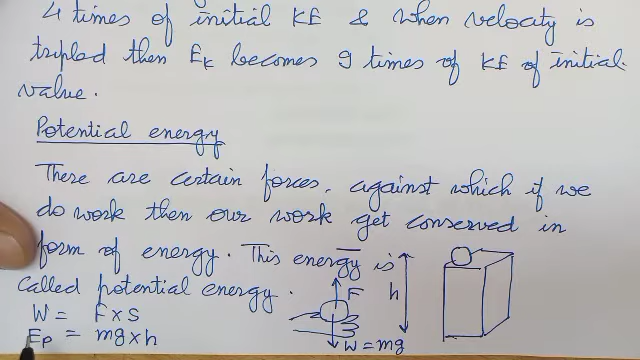 4 times of initial KE & when velocity is
tripled then EK becomes 9 times of KE of initial
value.
Potential energy
There are certain forces, against which if we
do work then our work get conserved in
form of energy. This energy is
called potential energy.
W = F×S
Ep = mg×h
F
W = mg
h